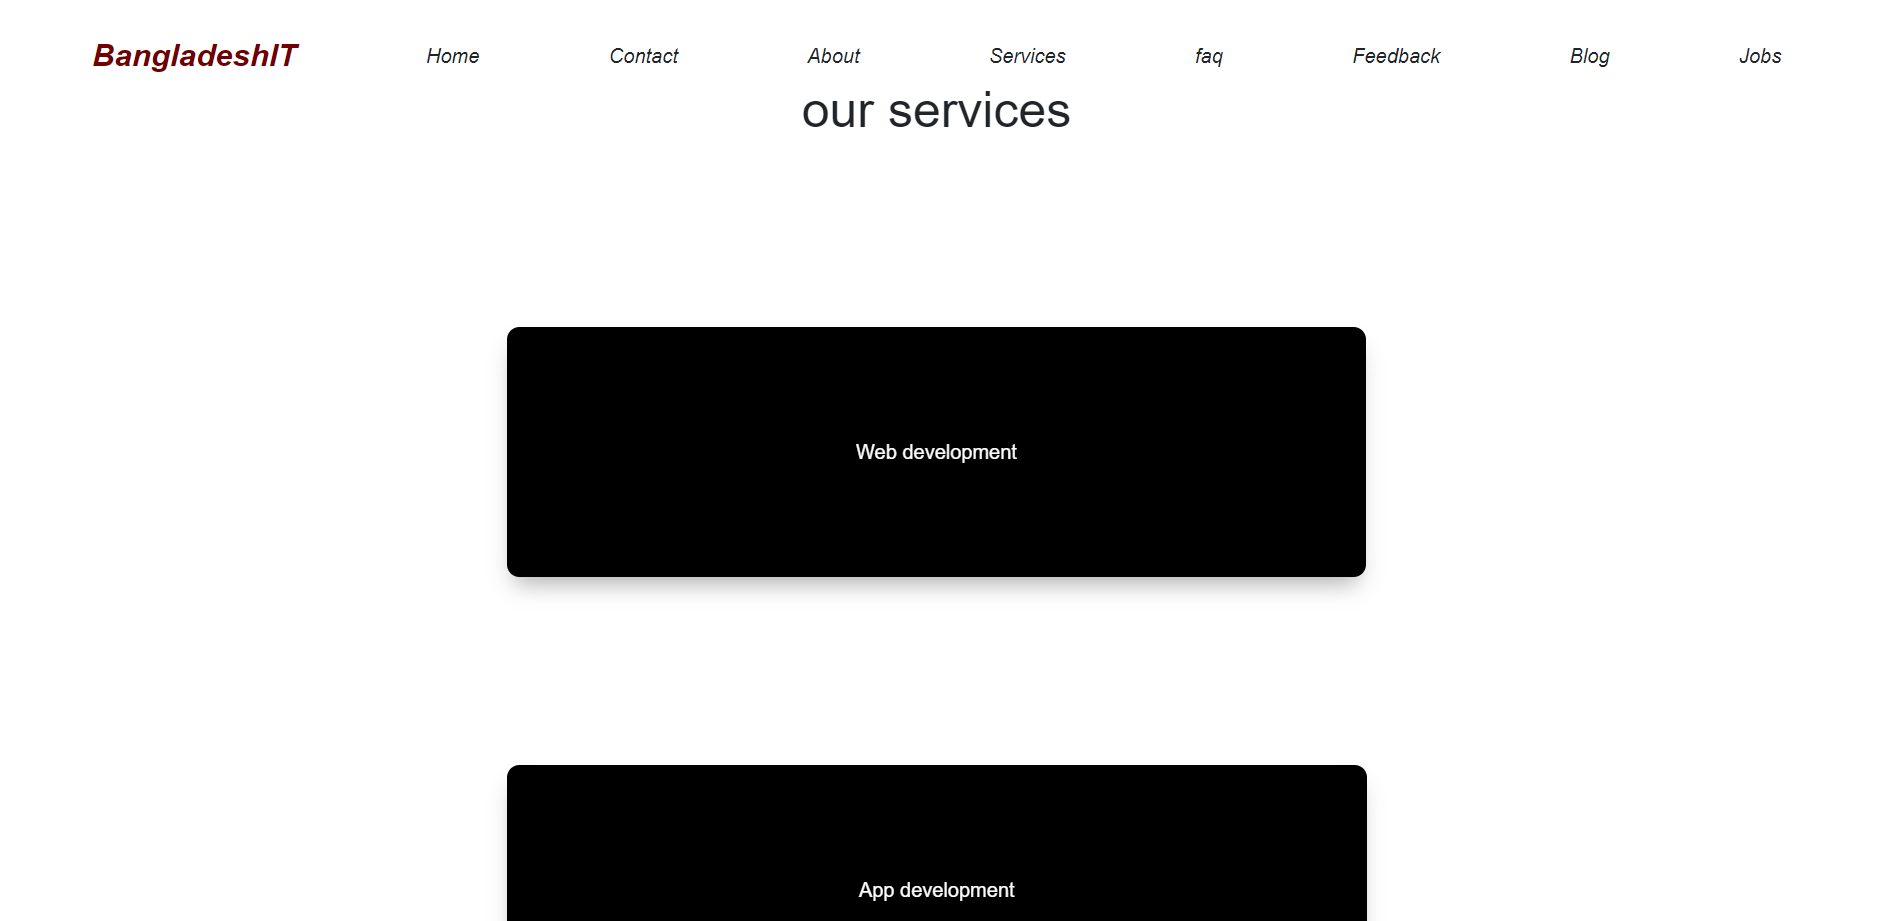 BangladeshIT Home Contact About Services faq Feedback Blog Jobs
our services
Web development
App development